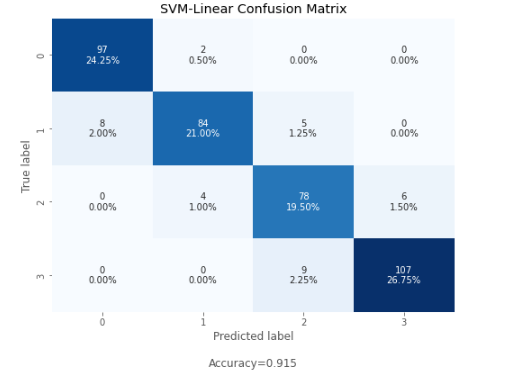 SVM-Linear Confusion Matrix
True label
0
97 2 0 0
24.25% 0.50% 0.00% 0.00%
1
8 84 5 0
2.00% 21.00% 1.25% 0.00%
2
0 4 78 6
0.00% 1.00% 19.50% 1.50%
3
0 0 9 107
0.00% 0.00% 2.25% 26.75%
0 1 2 3
Predicted label
Accuracy=0.915